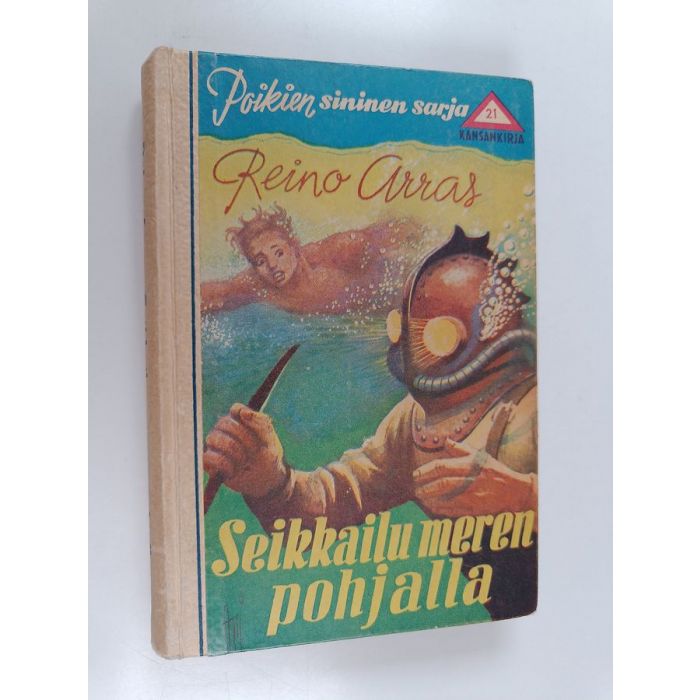 Poikien sininen sarja
21
KANSANKIRJA
Reino Arras
Seikkailu meren
pohjalla